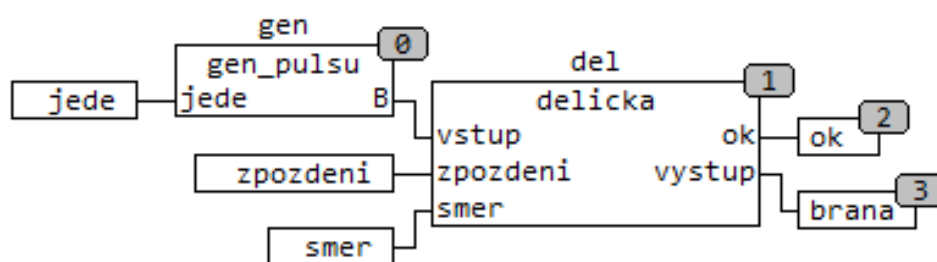 gen
0
gen_pulsu
del
1
jede
jede B
delicka
vstup ok
ok
2
zpozdeni
zpozdeni vystup
smer
brana
3
smer